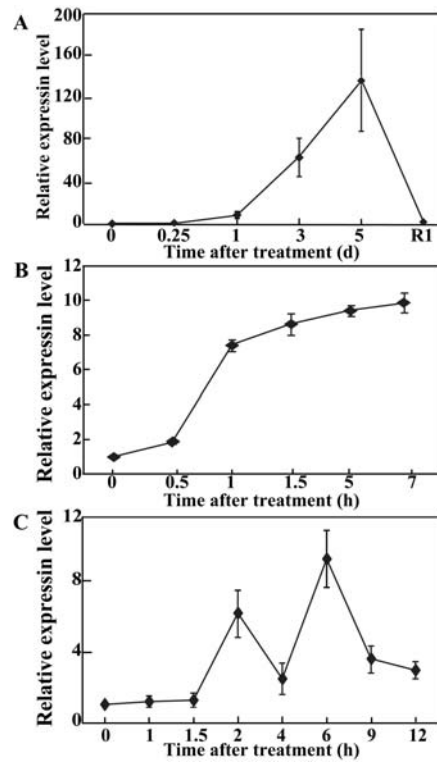 A
Relative expressin level
200
160
120
80
40
0
0 0.25 1 3 5 R1
Time after treatment (d)
B
Relative expressin level
12
10
8
6
4
2
0
0 0.5 1 1.5 5 7
Time after treatment (h)
C
Relative expressin level
12
8
4
0
0 1 1.5 2 4 6 9 12
Time after treatment (h)